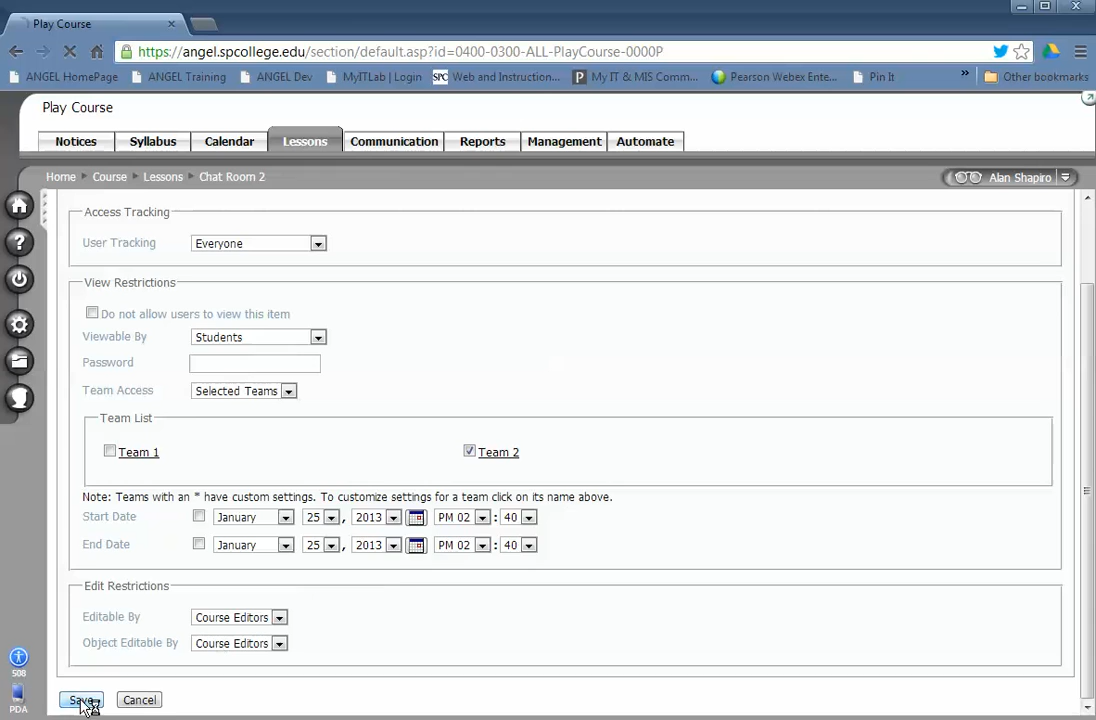 Play Course
https://angel.spcollege.edu/section/default.asp?id=0400-0300-ALL-PlayCourse-0000P
ANGEL HomePage ANGEL Training ANGEL Dev MyITLab | Login SPC Web and Instruction... P My IT & MIS Comm... Pearson Webex Ente... Pin It » Other bookmarks
Play Course
Notices Syllabus Calendar Lessons Communication Reports Management Automate
Home Course Lessons Chat Room 2 Alan Shapiro
Access Tracking
User Tracking Everyone
View Restrictions
Do not allow users to view this item
Viewable By Students
Password
Team Access Selected Teams
Team List
Team 1 Team 2
Note: Teams with an * have custom settings. To customize settings for a team click on its name above.
Start Date January 25 , 2013 PM 02 : 40
End Date January 25 , 2013 PM 02 : 40
Edit Restrictions
Editable By Course Editors
Object Editable By Course Editors
508
Save Cancel
PDA